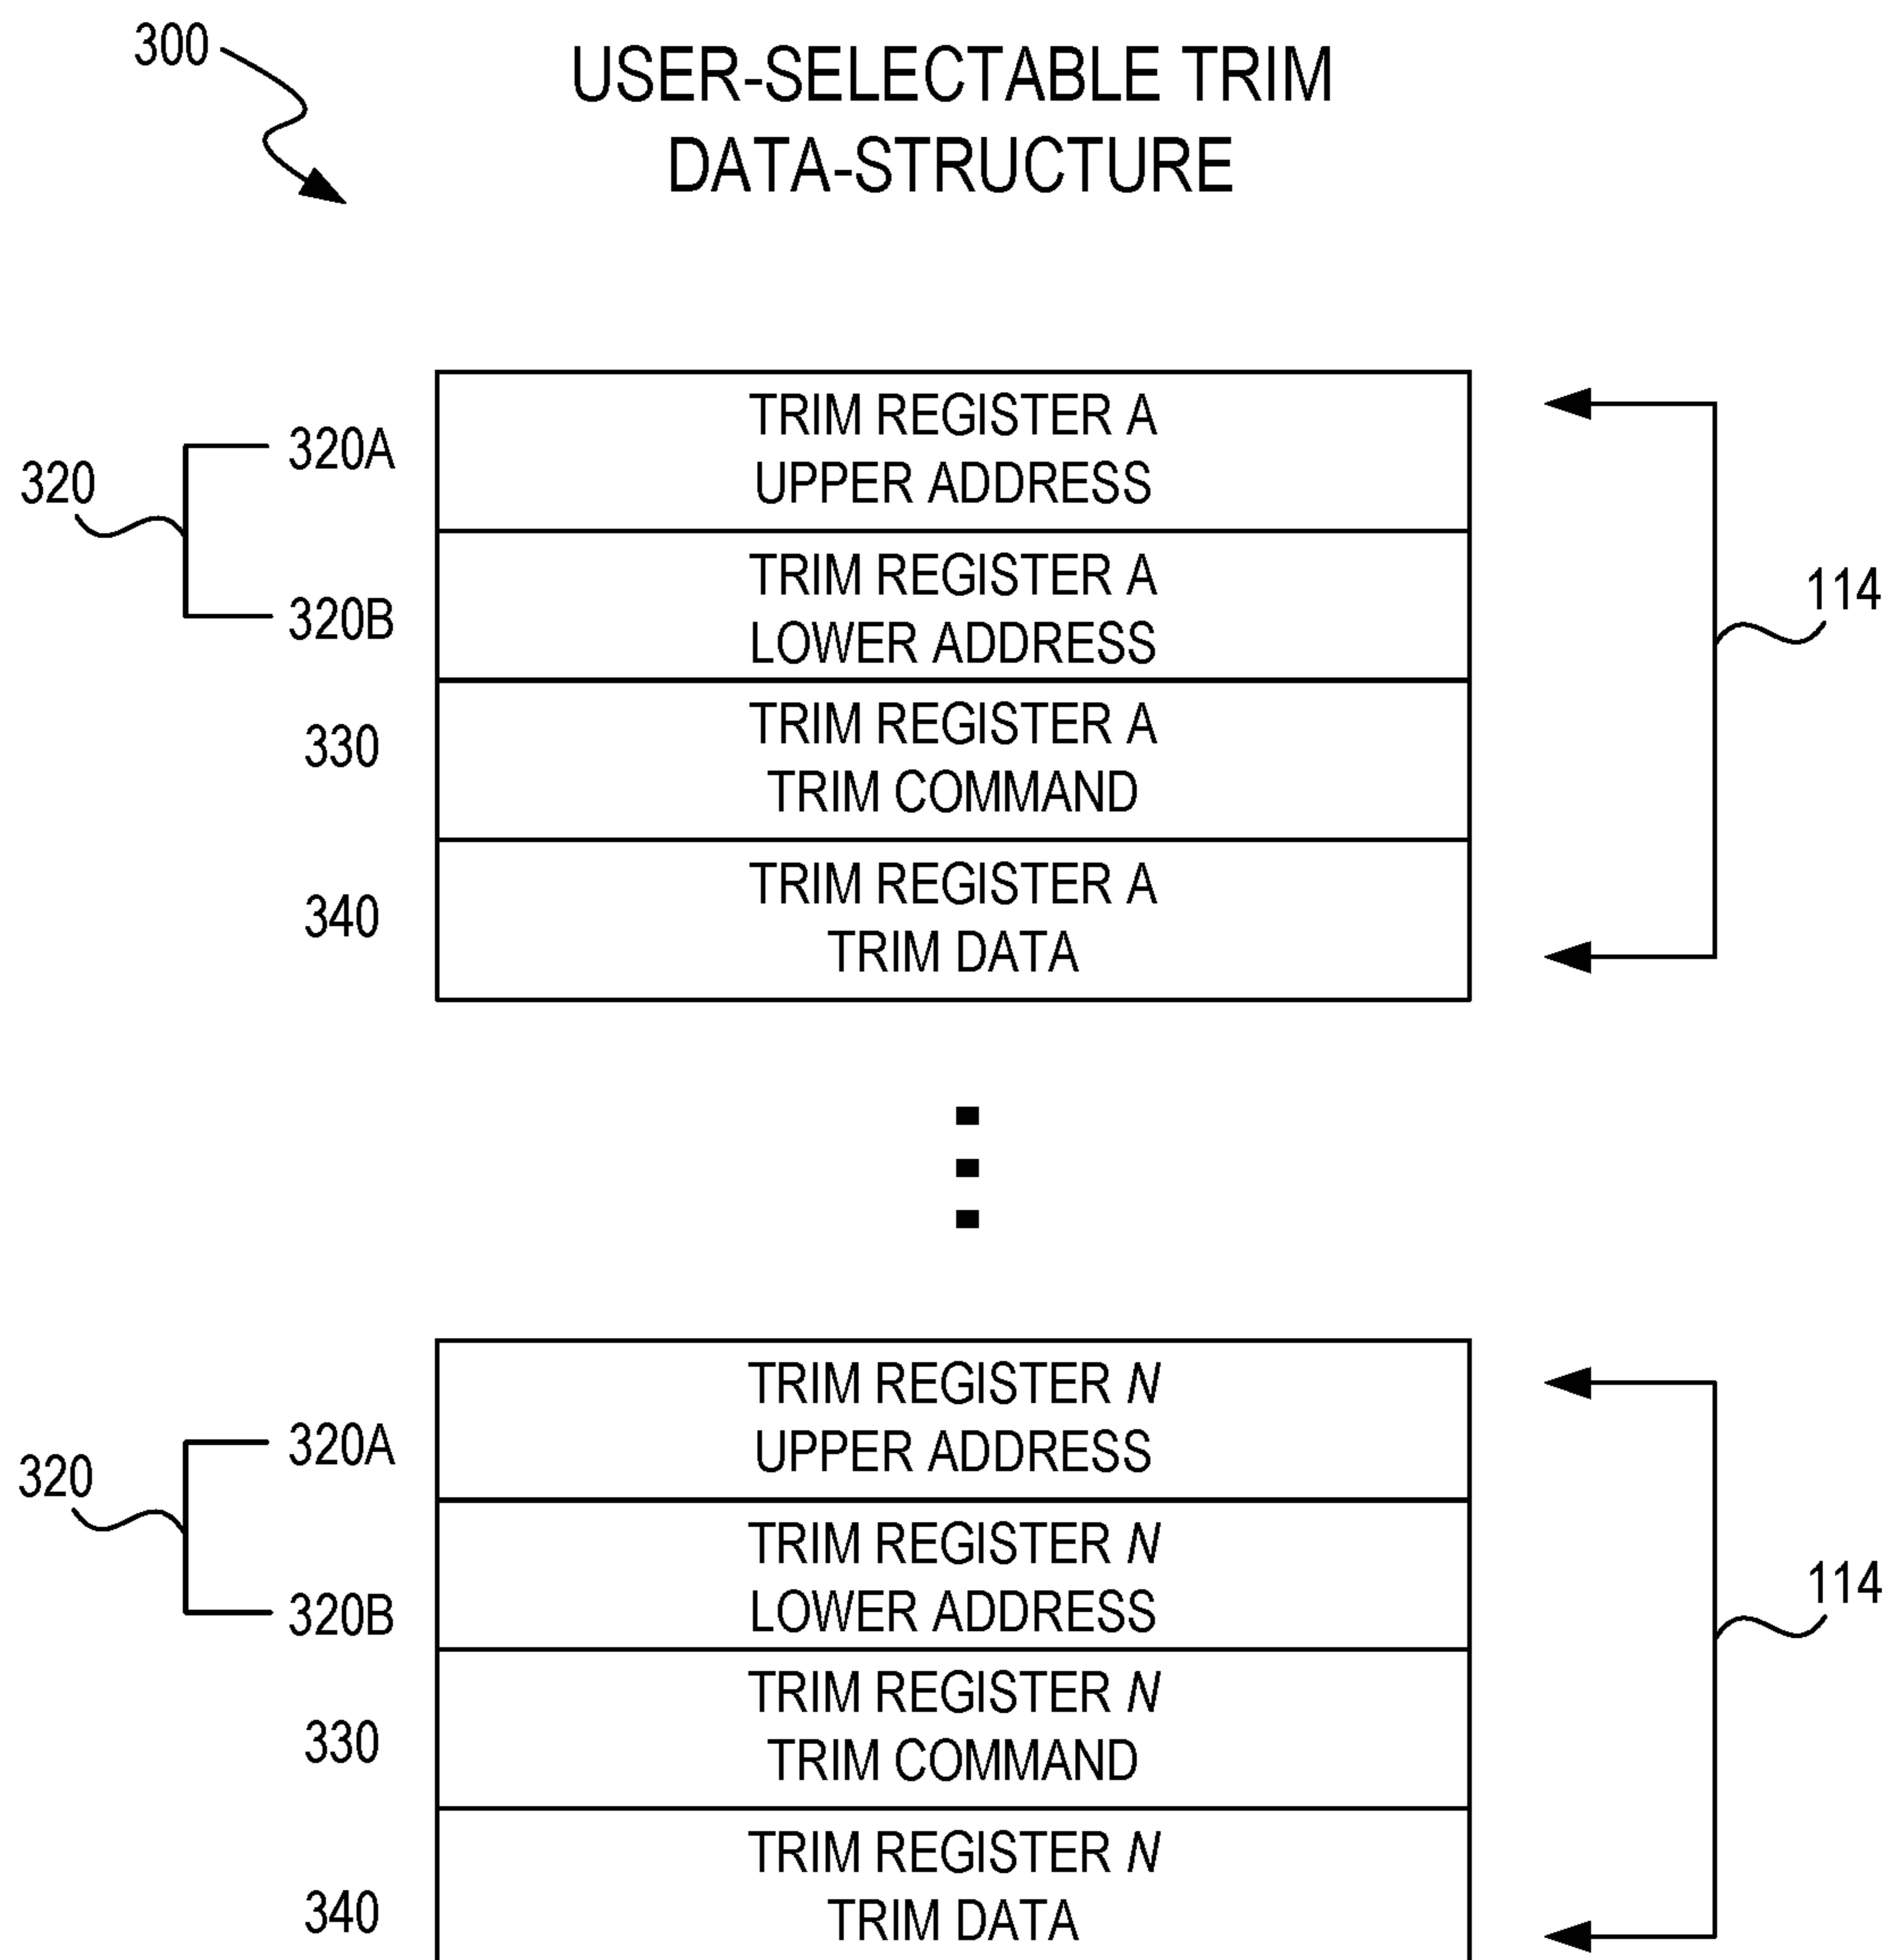 300
USER-SELECTABLE TRIM
DATA-STRUCTURE
320
320A
TRIM REGISTER A
UPPER ADDRESS
320B
TRIM REGISTER A
LOWER ADDRESS
330
TRIM REGISTER A
TRIM COMMAND
340
TRIM REGISTER A
TRIM DATA
114
320
320A
TRIM REGISTER N
UPPER ADDRESS
320B
TRIM REGISTER N
LOWER ADDRESS
330
TRIM REGISTER N
TRIM COMMAND
340
TRIM REGISTER N
TRIM DATA
114